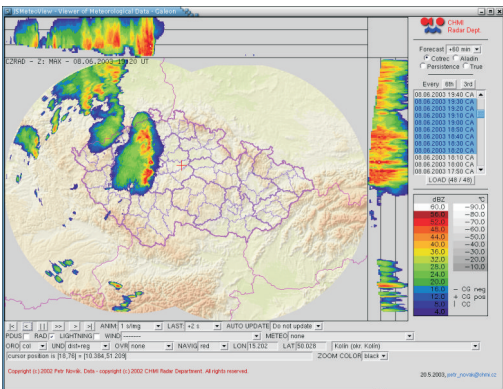 JSMeteoView - Viewer of Meteorological Data - Galeon
CZRAD - Z: MAX - 08.06.2003 19:20 UT
CHMI
Radar Dept.
Forecast +60 min
Cotrec Aladin
Persistence True
Every 6th 3rd
08.06.2003 19:40 CA
08.06.2003 19:30 CA
08.06.2003 19:20 CA
08.06.2003 19:10 CA
08.06.2003 19:00 CA
08.06.2003 18:50 CA
08.06.2003 18:40 CA
08.06.2003 18:30 CA
08.06.2003 18:20 CA
08.06.2003 18:10 CA
08.06.2003 18:00 CA
08.06.2003 17:50 CA
LOAD (48 / 48)
dBZ °C
60.0 -90.0
56.0 -80.0
52.0 -70.0
48.0 -60.0
44.0 -50.0
40.0 -40.0
36.0 -30.0
32.0 -20.0
28.0 -10.0
24.0
20.0
16.0 - CG neg
12.0 + CG pos
8.0 | CC
4.0
|< < || >> > >| ANIM 1 s/img LAST +2 s AUTO UPDATE Do not update
PDUS RAD LIGHTNING WIND ------- METEO none
ORO col UND dist+reg OVR none NAVIG red LON 15.202 LAT 50.028 Kolín (okr. Kolín)
cursor position is [10,76] = [10.384,51.209] ZOOM COLOR black
Copyright (c) 2002 Petr Novák, Dels - copyright (c) 2002 CHMI Radar Department. All rights reserved.
20.5.2003, petr_novak@chmi.cz